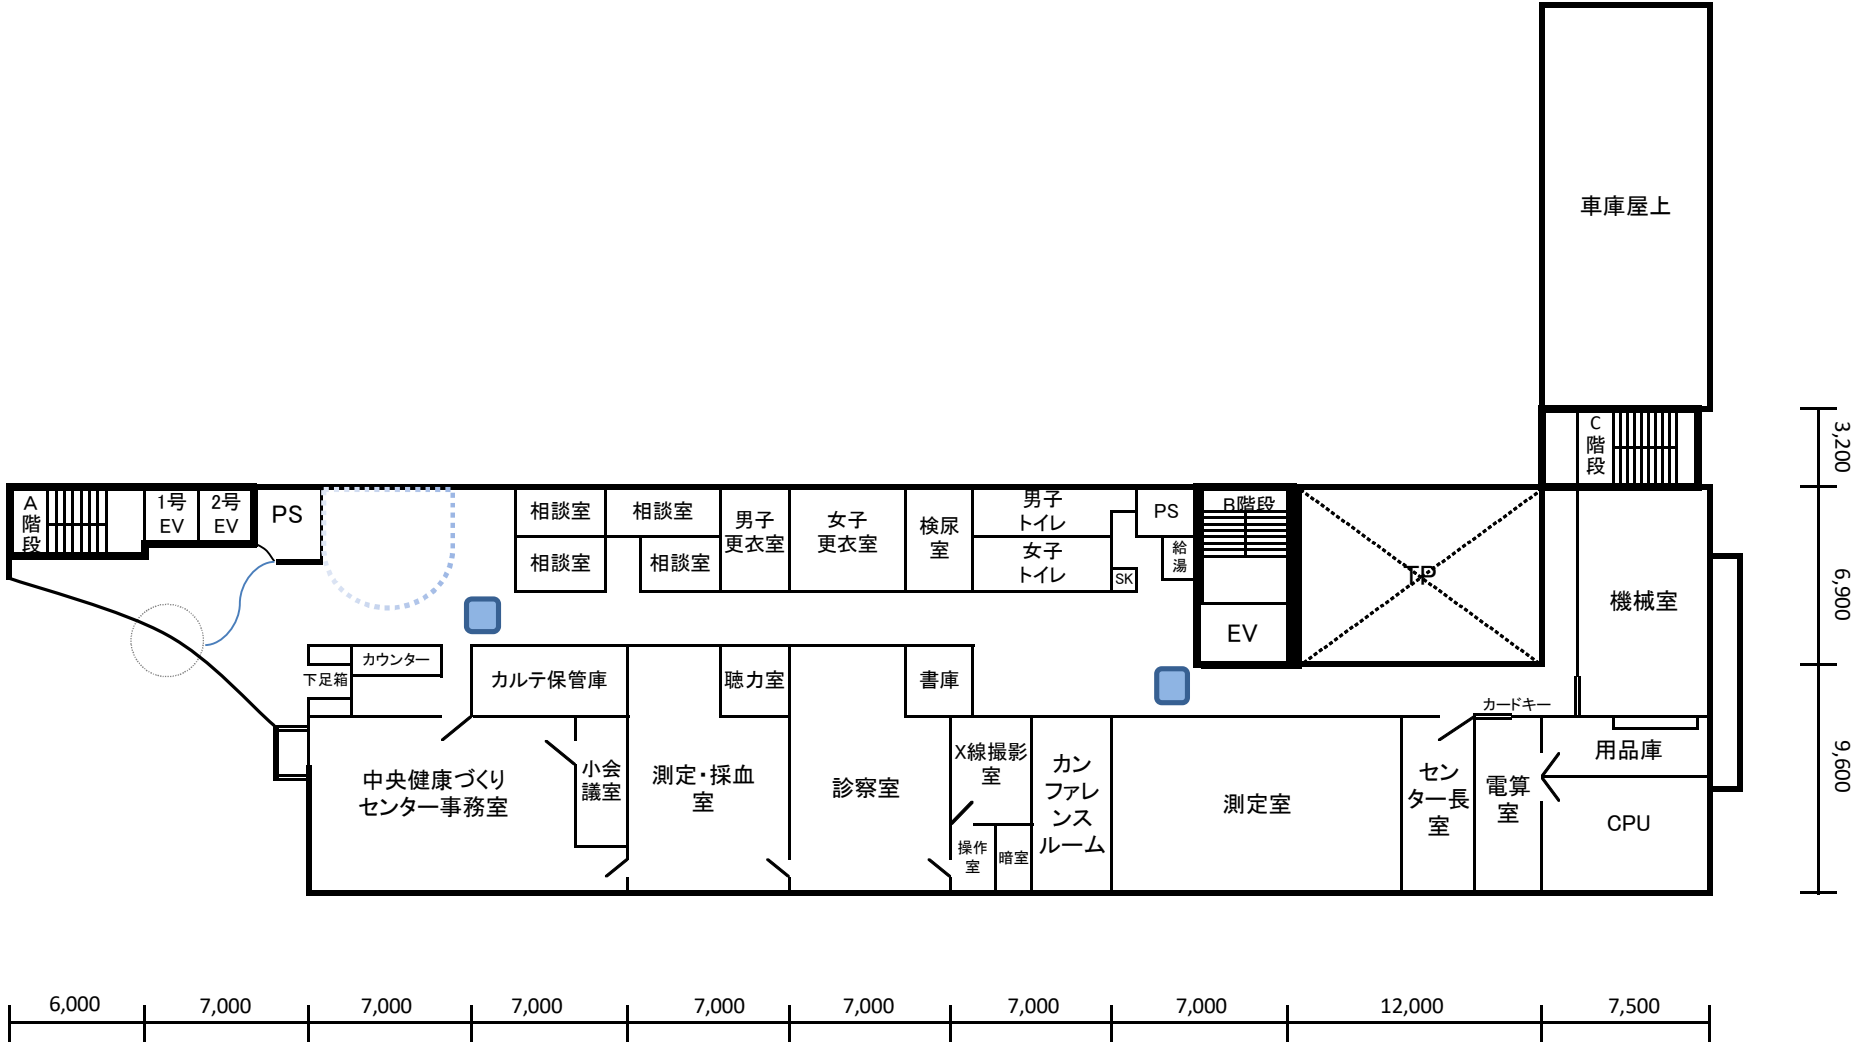 車庫屋上
C
階
段
3,200
A
階
段
1号
EV
2号
EV
PS
相談室
相談室
相談室
相談室
男子
更衣室
女子
更衣室
検尿
室
男子
トイレ
女子
トイレ
SK
PS
給
湯
B階段
EV
TP
機械室
6,900
下足箱
カウンター
カルテ保管庫
聴力室
書庫
カードキー
中央健康づくり
センター事務室
小会
議室
測定・採血
室
診察室
X線撮影
室
操作
室
暗室
カン
ファレ
ンス
ルーム
測定室
セン
ター長
室
電算
室
用品庫
CPU
9,600
6,000
7,000
7,000
7,000
7,000
7,000
7,000
7,000
12,000
7,500